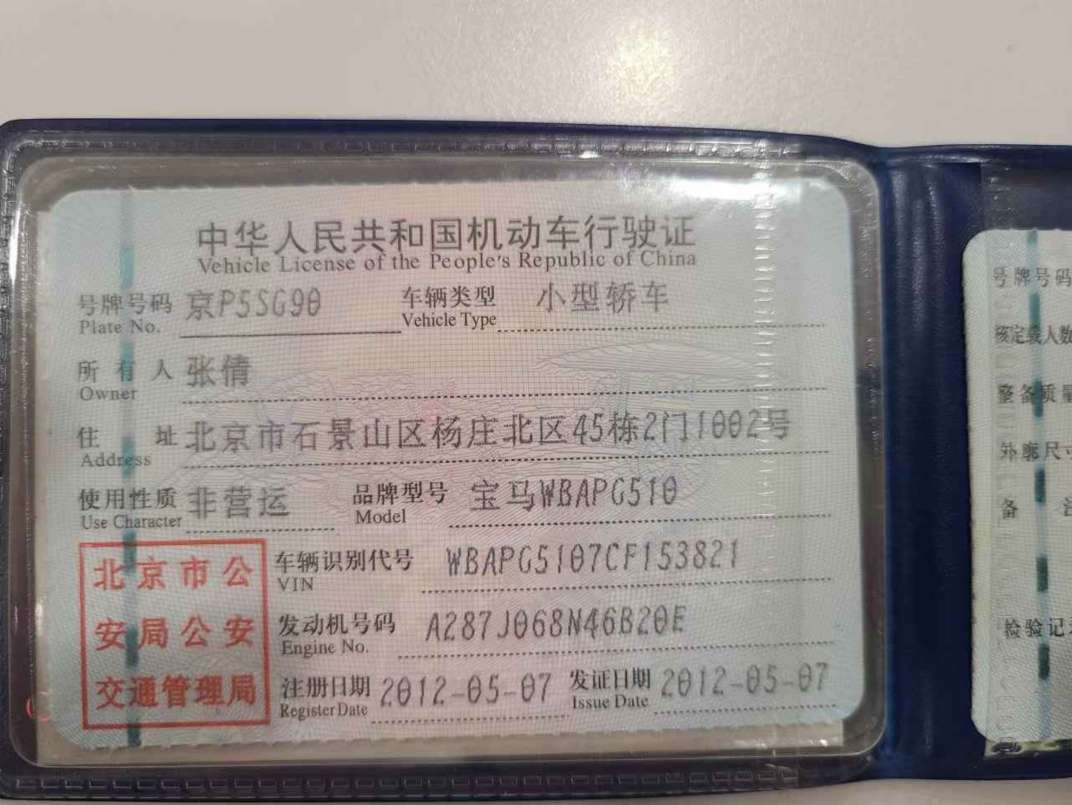 中华人民共和国机动车行驶证
Vehicle License of the People's Republic of China
号牌号码 京P5SG90 车辆类型 小型轿车
Plate No. Vehicle Type
所有人 张倩
Owner
住址 北京市石景山区杨庄北区45栋2门1002号
Address
使用性质 非营运 品牌型号 宝马WBAPG510
Use Character Model
北京市公
安局公安
交通管理局
车辆识别代号 WBAPG5107CF153821
VIN
发动机号码 A287J068N46B20E
Engine No.
注册日期 2012-05-07 发证日期 2012-05-07
Register Date Issue Date
号牌号码
核定载人数
整备质量
外廓尺寸
备注
检验记录